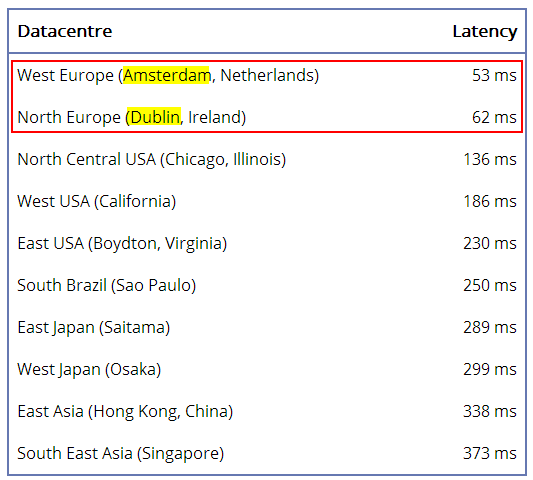 Datacentre Latency
West Europe (Amsterdam, Netherlands) 53 ms
North Europe (Dublin, Ireland) 62 ms
North Central USA (Chicago, Illinois) 136 ms
West USA (California) 186 ms
East USA (Boydton, Virginia) 230 ms
South Brazil (Sao Paulo) 250 ms
East Japan (Saitama) 289 ms
West Japan (Osaka) 299 ms
East Asia (Hong Kong, China) 338 ms
South East Asia (Singapore) 373 ms